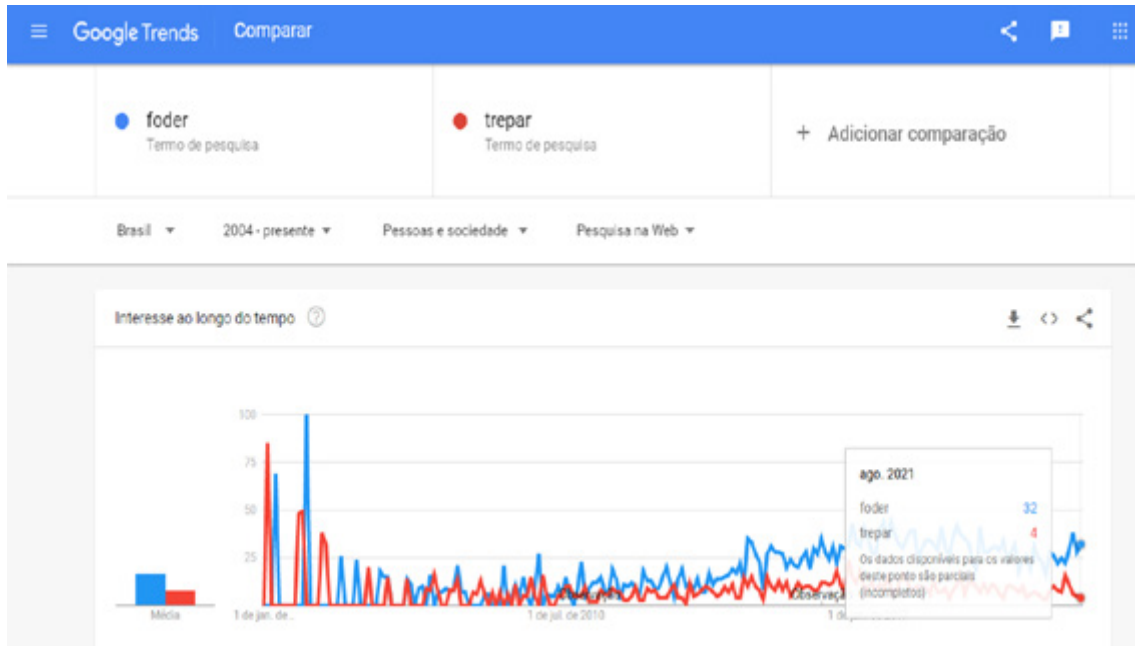 Google Trends Comparar
foder
Termo de pesquisa
trepar
Termo de pesquisa
+ Adicionar comparação
Brasil
2004 - presente
Pessoas e sociedade
Pesquisa na Web
Interesse ao longo do tempo
100
75
50
25
Média
1 de jan. de...
1 de jul. de 2010
1 de
ago. 2021
foder 32
trepar 4
Os dados disponíveis para os valores
deste ponto são parciais
(incompletos)